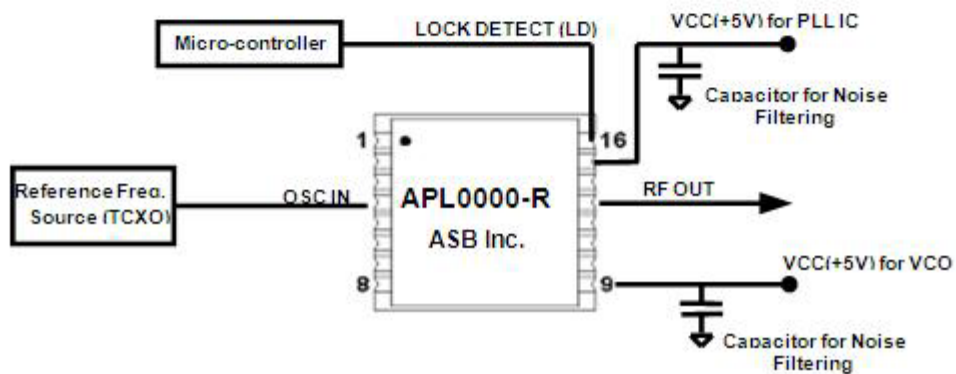 Micro-controller
LOCK DETECT (LD)
VCC(+5V) for PLL IC
Capacitor for Noise
Filtering
1
16
Reference Freq.
Source (TCXO)
OSC IN
APL0000-R
ASB Inc.
RF OUT
8
9
VCC(+5V) for VCO
Capacitor for Noise
Filtering